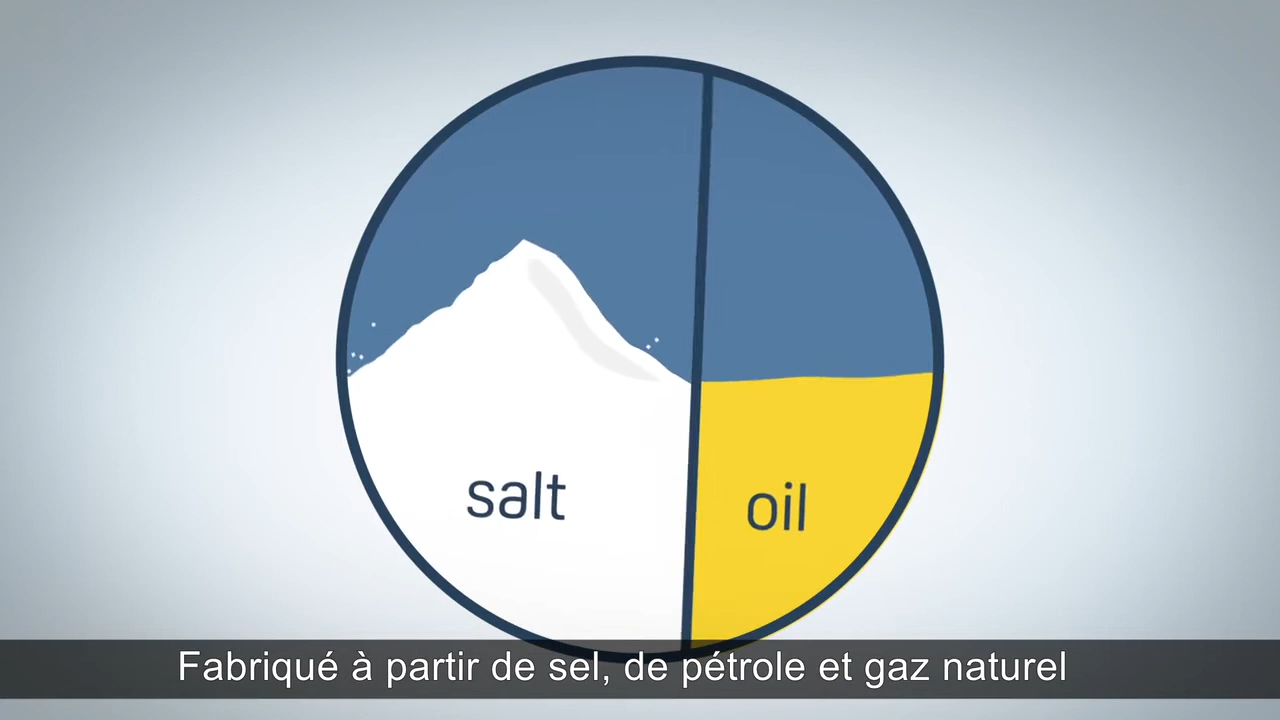 salt
oil
Fabriqué à partir de sel, de pétrole et gaz naturel